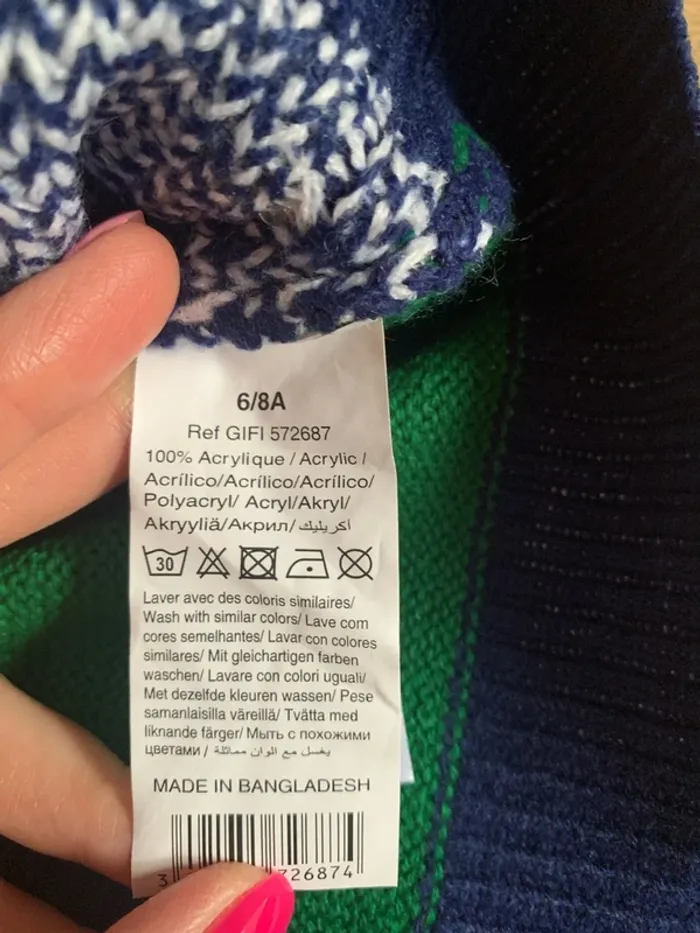 6/8A
Ref GIFI 572687
100% Acrylique / Acrylic /
Acrílico/Acrílico/Acrílico/
Polyacryl/ Acryl/Akryl/
Akryyliä/Акрил/ أكريليك
30
Laver avec des coloris similaires/
Wash with similar colors/ Lave com
cores semelhantes/ Lavar con colores
similares/ Mit gleichartigen farben
waschen/ Lavare con colori uguali/
Met dezelfde kleuren wassen/ Pese
samanlaisilla väreillä/ Tvätta med
liknande färger/ Мыть с похожими
цветами / يغسل مع الوان مماثلة
MADE IN BANGLADESH
3 726874